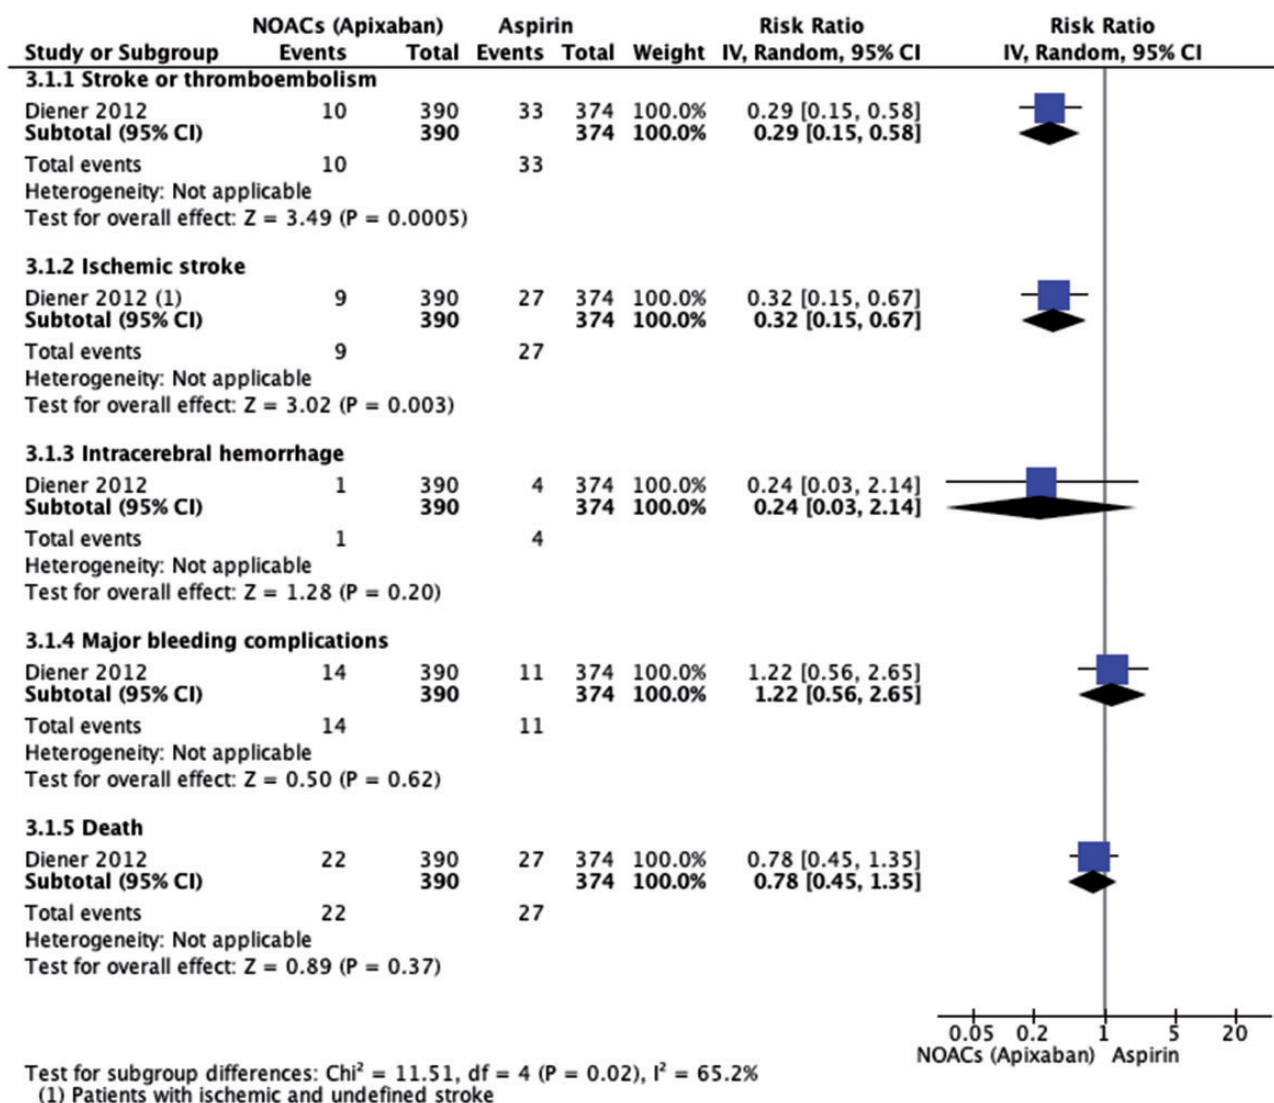 NOACs (Apixaban) Aspirin Risk Ratio Risk Ratio
Study or Subgroup Events Total Events Total Weight IV, Random, 95% CI IV, Random, 95% CI
3.1.1 Stroke or thromboembolism
Diener 2012 10 390 33 374 100.0% 0.29 [0.15, 0.58]
Subtotal (95% CI) 390 374 100.0% 0.29 [0.15, 0.58]
Total events 10 33
Heterogeneity: Not applicable
Test for overall effect: Z = 3.49 (P = 0.0005)
3.1.2 Ischemic stroke
Diener 2012 (1) 9 390 27 374 100.0% 0.32 [0.15, 0.67]
Subtotal (95% CI) 390 374 100.0% 0.32 [0.15, 0.67]
Total events 9 27
Heterogeneity: Not applicable
Test for overall effect: Z = 3.02 (P = 0.003)
3.1.3 Intracerebral hemorrhage
Diener 2012 1 390 4 374 100.0% 0.24 [0.03, 2.14]
Subtotal (95% CI) 390 374 100.0% 0.24 [0.03, 2.14]
Total events 1 4
Heterogeneity: Not applicable
Test for overall effect: Z = 1.28 (P = 0.20)
3.1.4 Major bleeding complications
Diener 2012 14 390 11 374 100.0% 1.22 [0.56, 2.65]
Subtotal (95% CI) 390 374 100.0% 1.22 [0.56, 2.65]
Total events 14 11
Heterogeneity: Not applicable
Test for overall effect: Z = 0.50 (P = 0.62)
3.1.5 Death
Diener 2012 22 390 27 374 100.0% 0.78 [0.45, 1.35]
Subtotal (95% CI) 390 374 100.0% 0.78 [0.45, 1.35]
Total events 22 27
Heterogeneity: Not applicable
Test for overall effect: Z = 0.89 (P = 0.37)
0.05 0.2 1 5 20
NOACs (Apixaban) Aspirin
Test for subgroup differences: Chi² = 11.51, df = 4 (P = 0.02), I² = 65.2%
(1) Patients with ischemic and undefined stroke